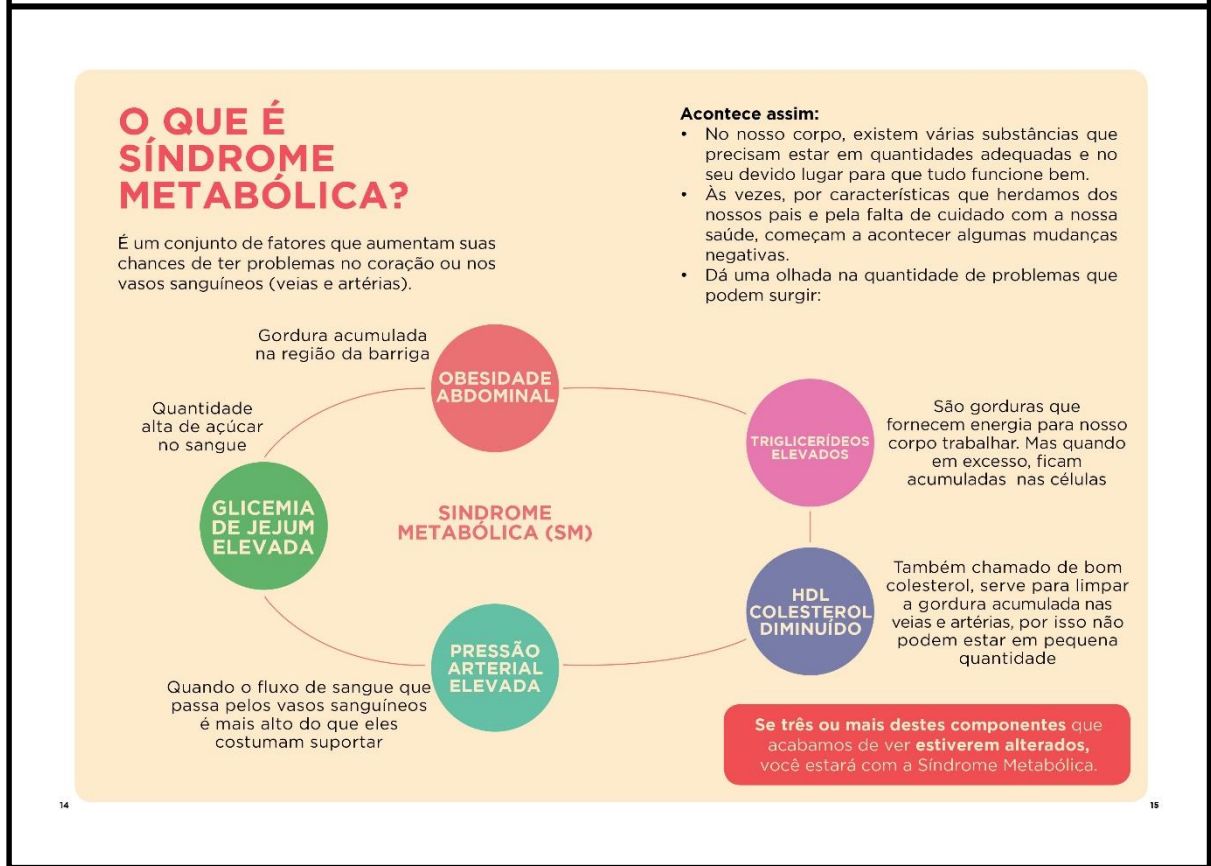 O QUE É
SÍNDROME
METABÓLICA?
É um conjunto de fatores que aumentam suas
chances de ter problemas no coração ou nos
vasos sanguíneos (veias e artérias).
Acontece assim:
• No nosso corpo, existem várias substâncias que
precisam estar em quantidades adequadas e no
seu devido lugar para que tudo funcione bem.
• Às vezes, por características que herdamos dos
nossos pais e pela falta de cuidado com a nossa
saúde, começam a acontecer algumas mudanças
negativas.
• Dá uma olhada na quantidade de problemas que
podem surgir:
Gordura acumulada
na região da barriga
OBESIDADE
ABDOMINAL
Quantidade
alta de açúcar
no sangue
GLICEMIA
DE JEJUM
ELEVADA
SINDROME
METABÓLICA (SM)
TRIGLICERÍDEOS
ELEVADOS
São gorduras que
fornecem energia para nosso
corpo trabalhar. Mas quando
em excesso, ficam
acumuladas nas células
HDL
COLESTEROL
DIMINUÍDO
Também chamado de bom
colesterol, serve para limpar
a gordura acumulada nas
veias e artérias, por isso não
podem estar em pequena
quantidade
PRESSÃO
ARTERIAL
ELEVADA
Quando o fluxo de sangue que
passa pelos vasos sanguíneos
é mais alto do que eles
costumam suportar
Se três ou mais destes componentes que
acabamos de ver estiverem alterados,
você estará com a Síndrome Metabólica.
14
15